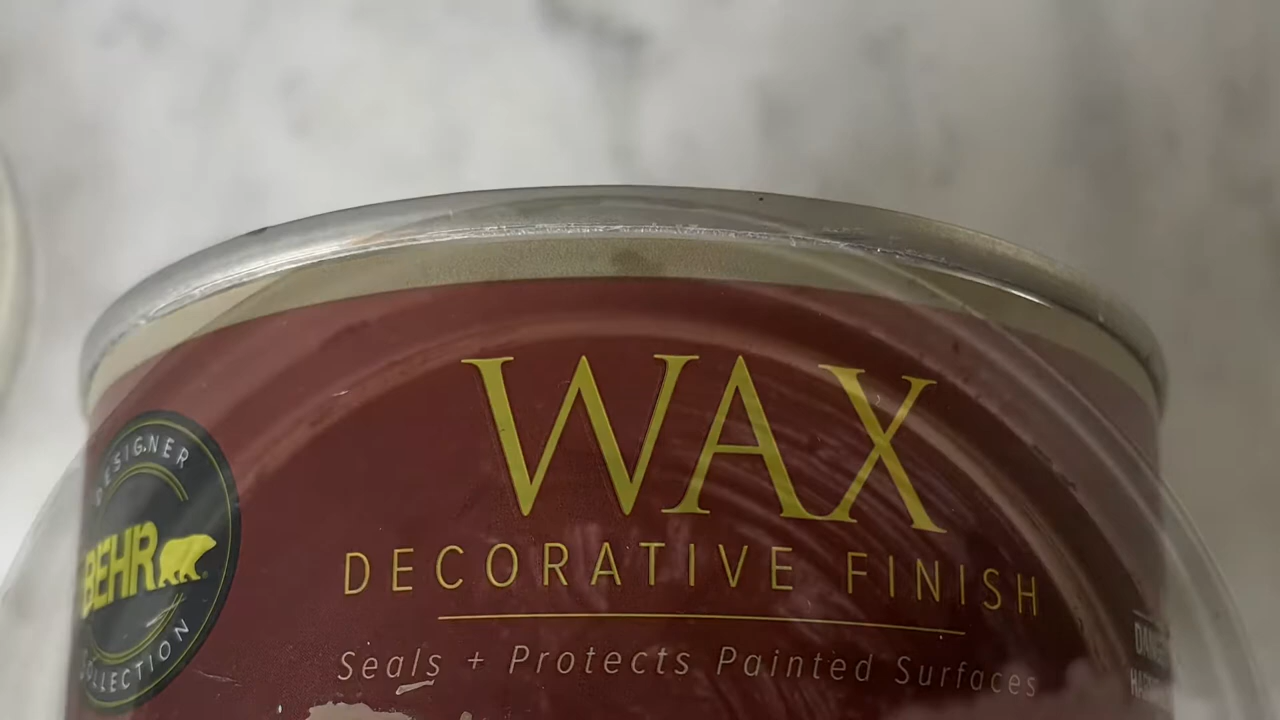 WAX
DECORATIVE FINISH
Seals + Protects Painted Surfaces
DESIGNER
BEHR
COLLECTION